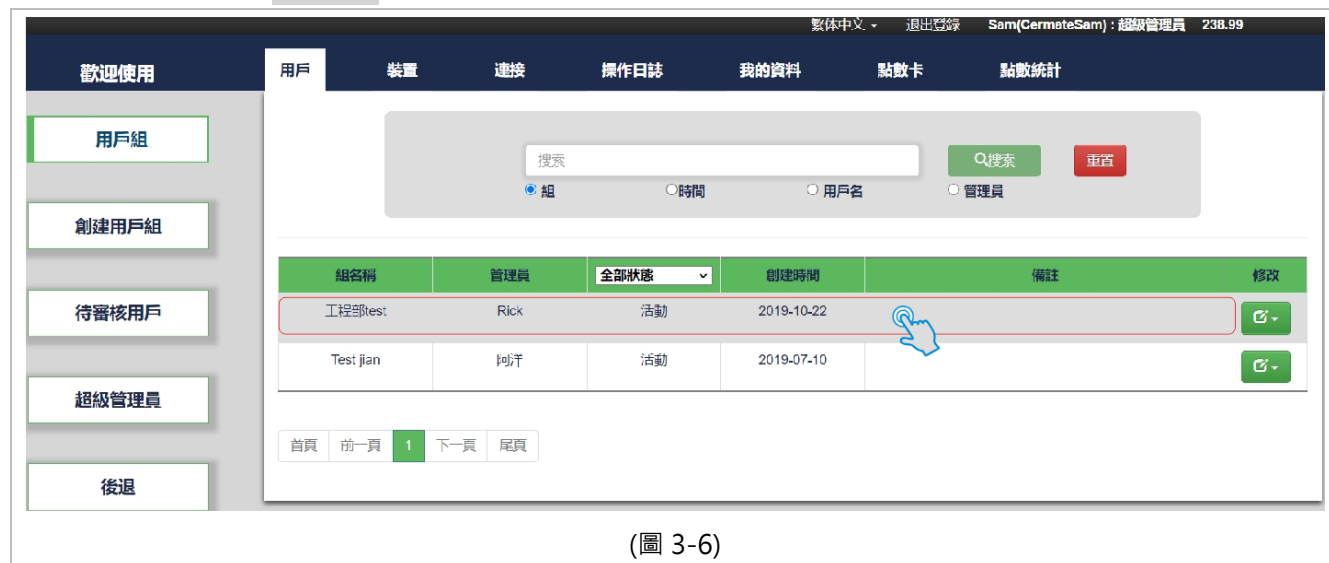 繁体中文 退出登錄 Sam(CermateSam) : 超級管理員 238.99
歡迎使用 用戶 裝置 連接 操作日誌 我的資料 點數卡 點數統計
用戶組
創建用戶組
待審核用戶
超級管理員
後退
搜索 搜索 重置
組 時間 用戶名 管理員
組名稱 管理員 全部狀態 創建時間 備註 修改
工程部test Rick 活動 2019-10-22
Test jian 阿洋 活動 2019-07-10
首頁 前一頁 1 下一頁 尾頁
(圖 3-6)